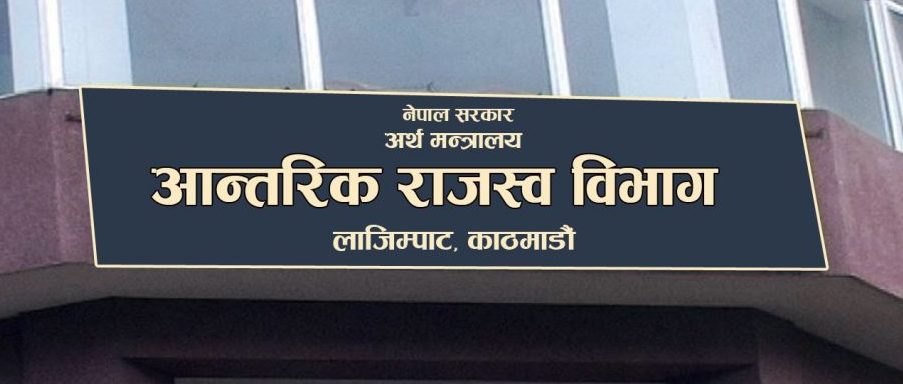 नेपाल सरकार
अर्थ मन्त्रालय
आन्तरिक राजस्व विभाग
लाजिम्पाट, काठमाडौं